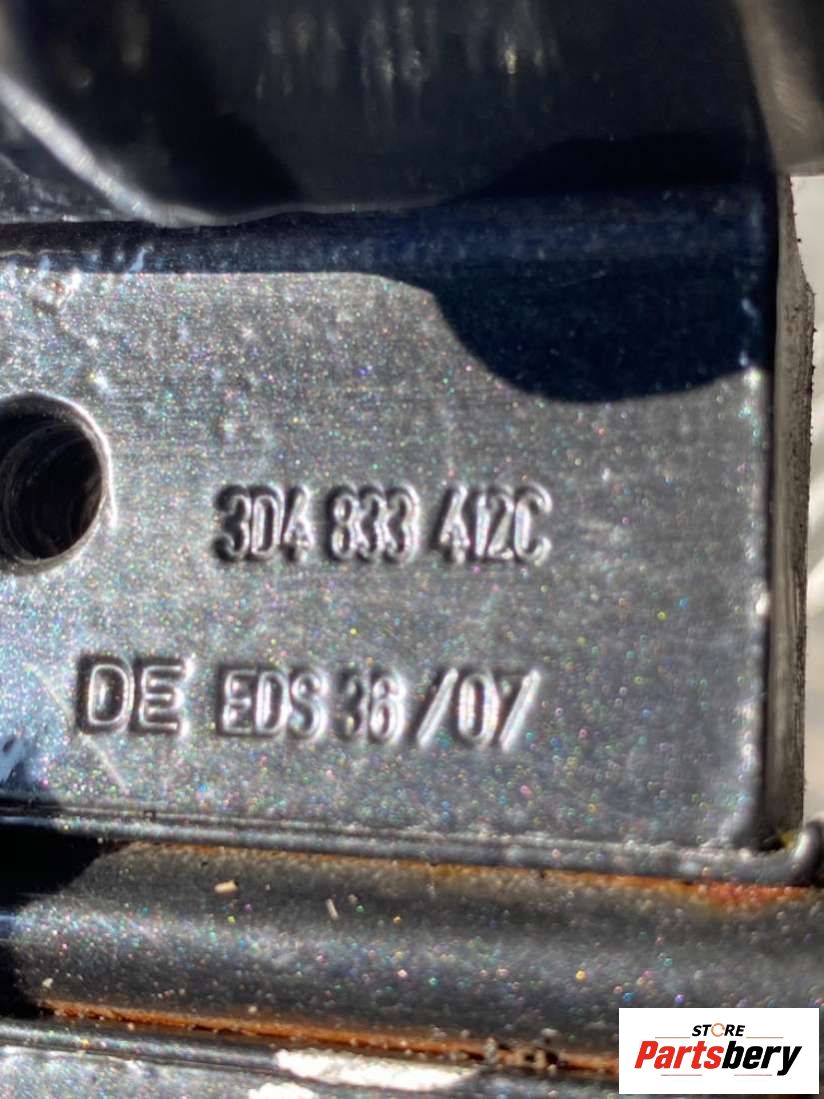 3D4 833 412C
DE EDS 36/07
STORE
Partsbery